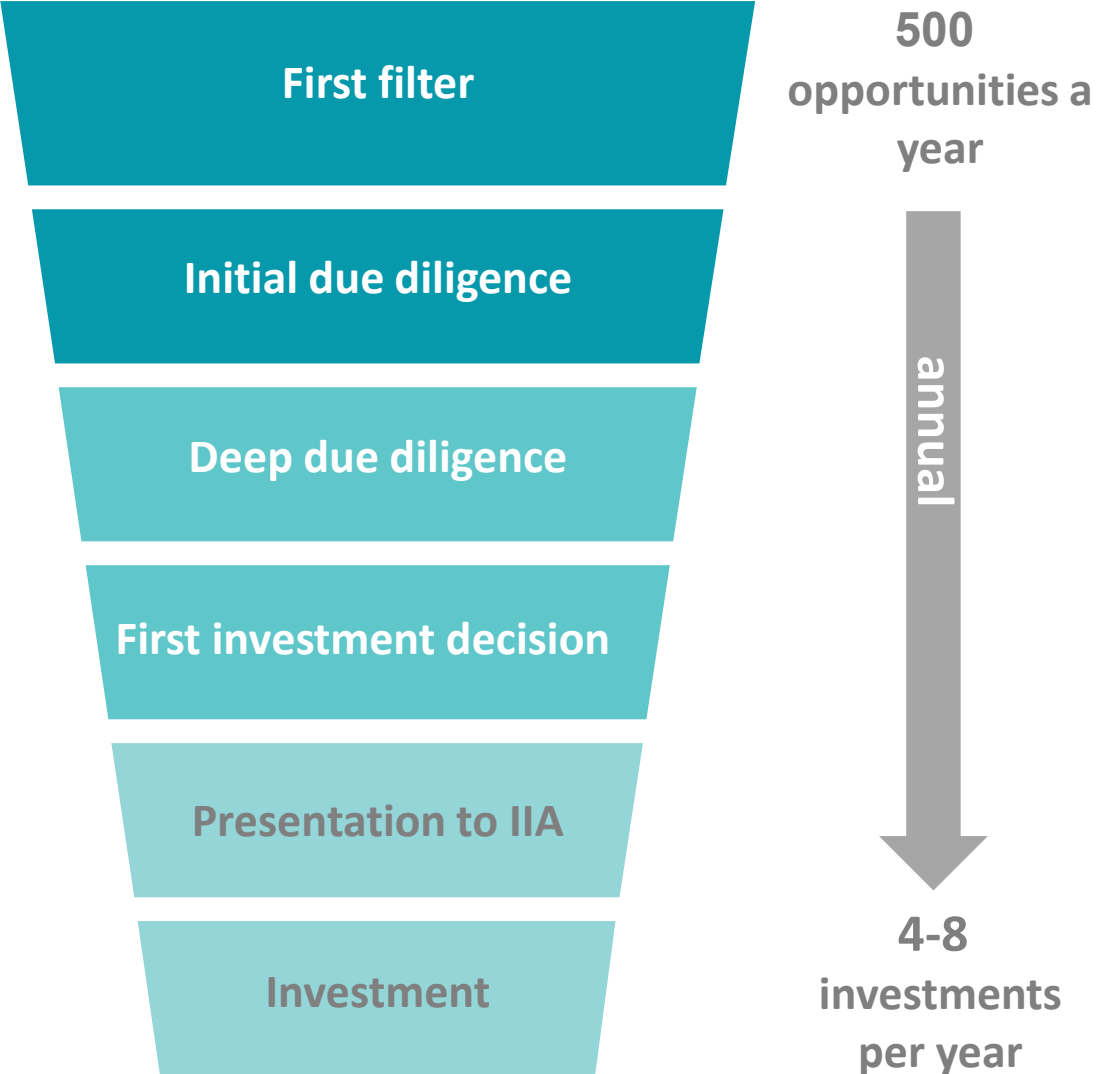 First filter
500
opportunities a
year
Initial due diligence
annual
Deep due diligence
First investment decision
Presentation to IIA
Investment
4-8
investments
per year